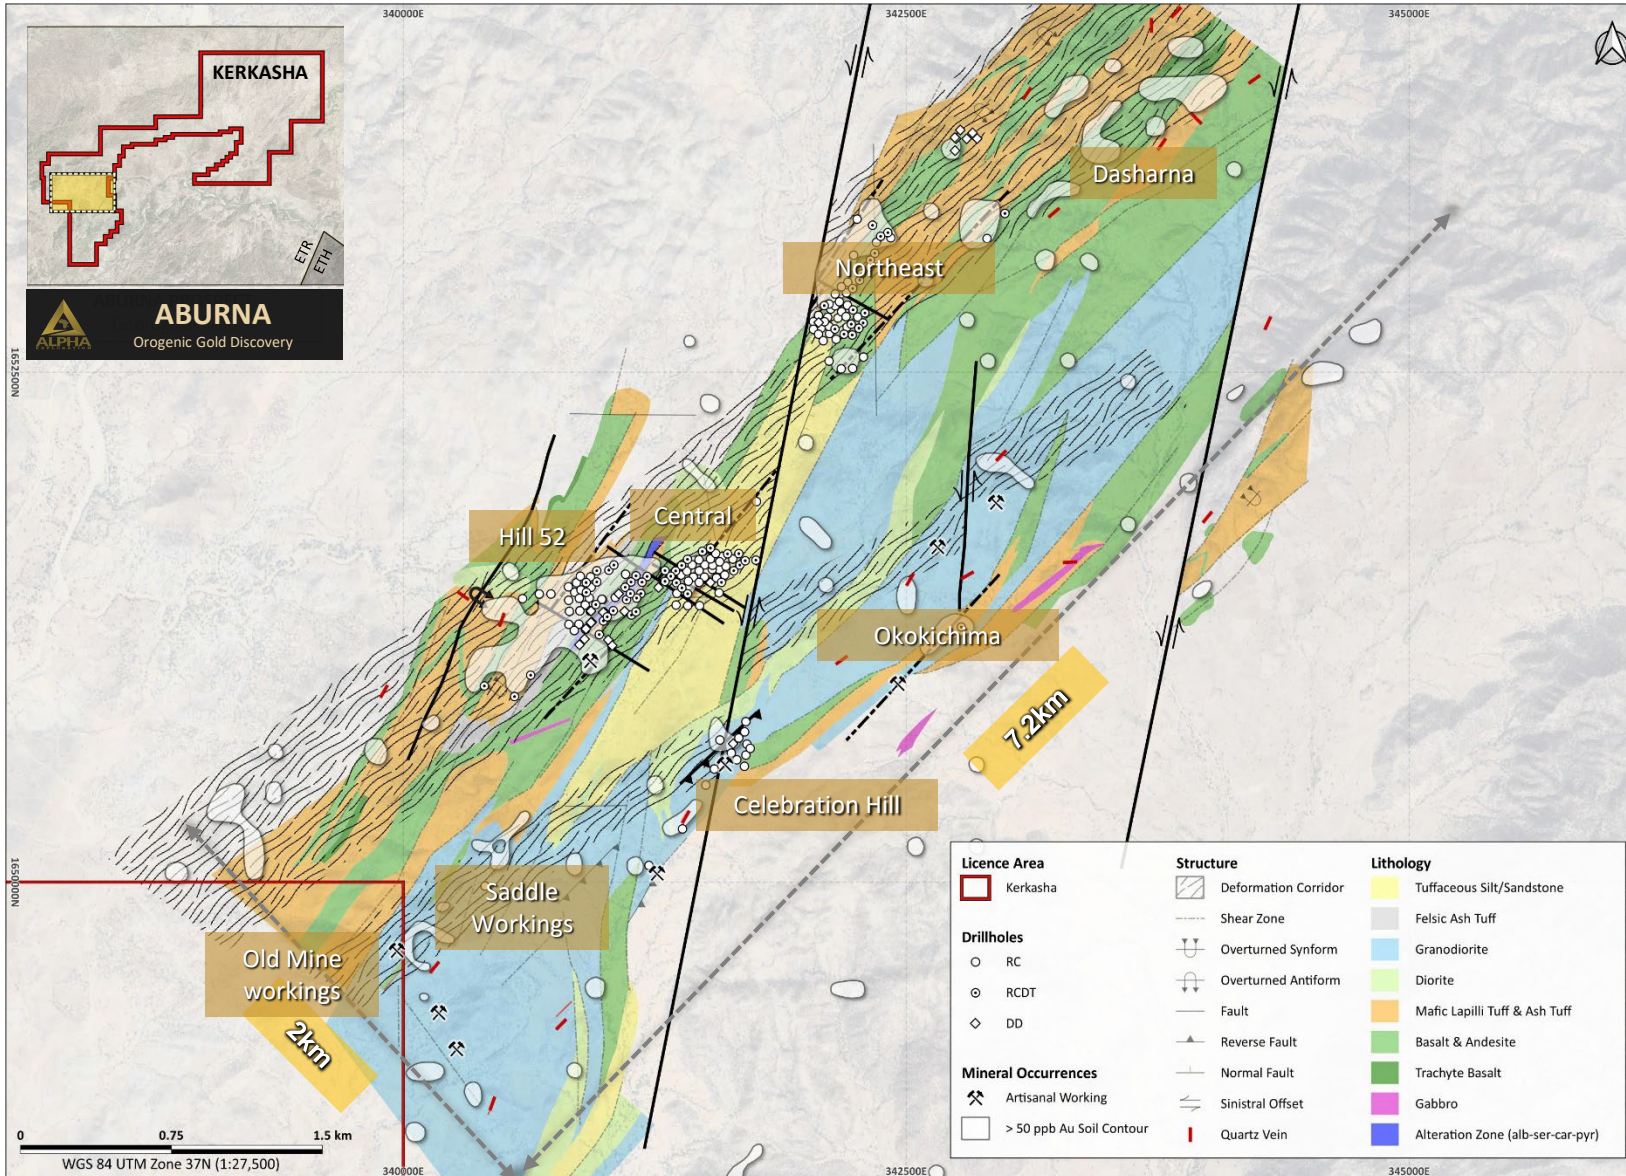 340000E
342500E
345000E
KERKASHA
ETR
ETH
ALPHA
EXPLORATION
ABURNA
Orogenic Gold Discovery
1652500N
Dasharna
Northeast
Central
Hill 52
Okokichima
7.2km
Celebration Hill
1650000N
Saddle
Workings
Old Mine
workings
2km
Licence Area
Kerkasha
Drillholes
RC
RCDT
DD
Mineral Occurrences
Artisanal Working
> 50 ppb Au Soil Contour
Structure
Deformation Corridor
Shear Zone
Overturned Synform
Overturned Antiform
Fault
Reverse Fault
Normal Fault
Sinistral Offset
Quartz Vein
Lithology
Tuffaceous Silt/Sandstone
Felsic Ash Tuff
Granodiorite
Diorite
Mafic Lapilli Tuff & Ash Tuff
Basalt & Andesite
Trachyte Basalt
Gabbro
Alteration Zone (alb-ser-car-pyr)
0 0.75 1.5 km
WGS 84 UTM Zone 37N (1:27,500)
340000E
342500E
345000E